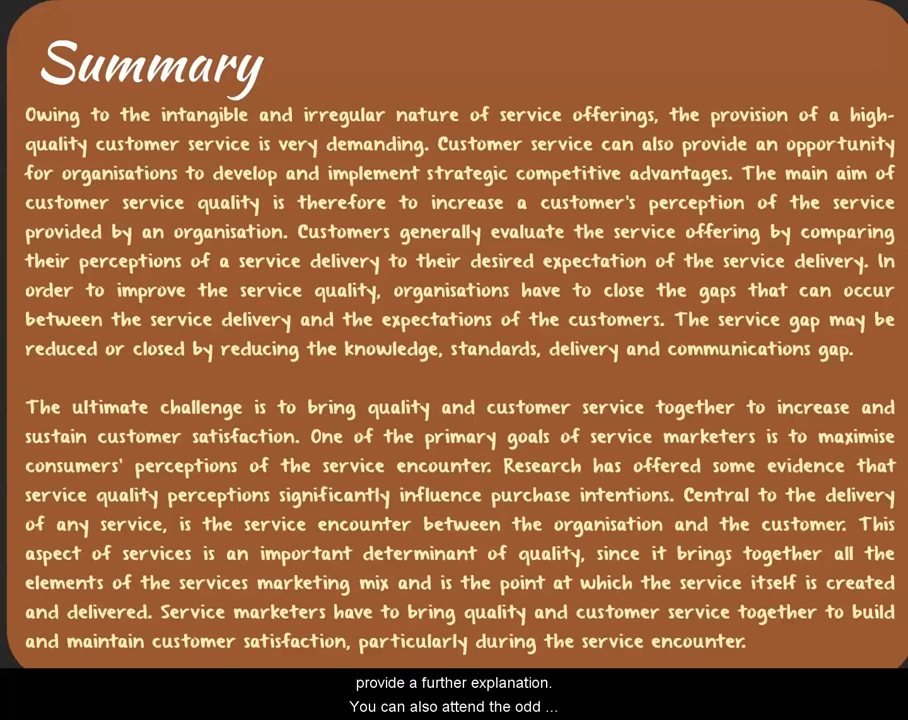 Summary
Owing to the intangible and irregular nature of service offerings, the provision of a high-
quality customer service is very demanding. Customer service can also provide an opportunity
for organisations to develop and implement strategic competitive advantages. The main aim of
customer service quality is therefore to increase a customer's perception of the service
provided by an organisation. Customers generally evaluate the service offering by comparing
their perceptions of a service delivery to their desired expectation of the service delivery. In
order to improve the service quality, organisations have to close the gaps that can occur
between the service delivery and the expectations of the customers. The service gap may be
reduced or closed by reducing the knowledge, standards, delivery and communications gap.
The ultimate challenge is to bring quality and customer service together to increase and
sustain customer satisfaction. One of the primary goals of service marketers is to maximise
consumers' perceptions of the service encounter. Research has offered some evidence that
service quality perceptions significantly influence purchase intentions. Central to the delivery
of any service, is the service encounter between the organisation and the customer. This
aspect of services is an important determinant of quality, since it brings together all the
elements of the services marketing mix and is the point at which the service itself is created
and delivered. Service marketers have to bring quality and customer service together to build
and maintain customer satisfaction, particularly during the service encounter.
provide a further explanation.
You can also attend the odd ...